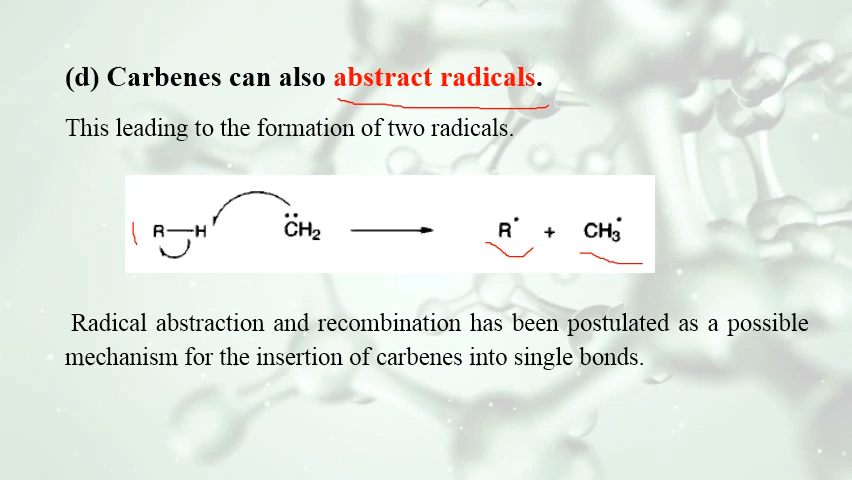 (d) Carbenes can also abstract radicals.
This leading to the formation of two radicals.
R—H C̈H₂ ⟶ R˙ + CH₃˙
Radical abstraction and recombination has been postulated as a possible
mechanism for the insertion of carbenes into single bonds.